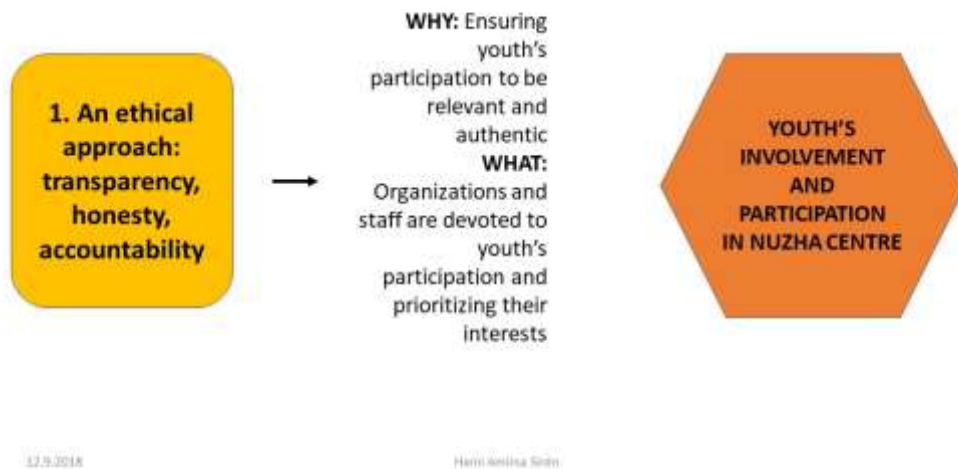 1. An ethical
approach:
transparency,
honesty,
accountability
WHY: Ensuring
youth's
participation to be
relevant and
authentic
WHAT:
Organizations and
staff are devoted to
youth's
participation and
prioritizing their
interests
YOUTH'S
INVOLVEMENT
AND
PARTICIPATION
IN NUZHA CENTRE
12.9.2018